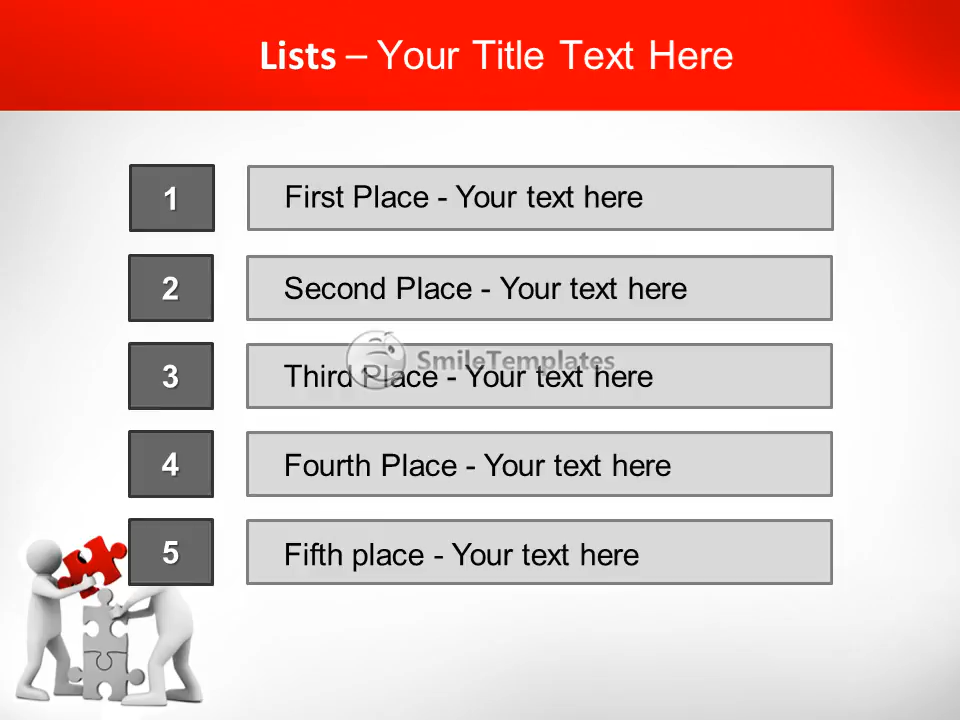 Lists – Your Title Text Here
1 First Place - Your text here
2 Second Place - Your text here
SmileTemplates
3 Third Place - Your text here
4 Fourth Place - Your text here
5 Fifth place - Your text here